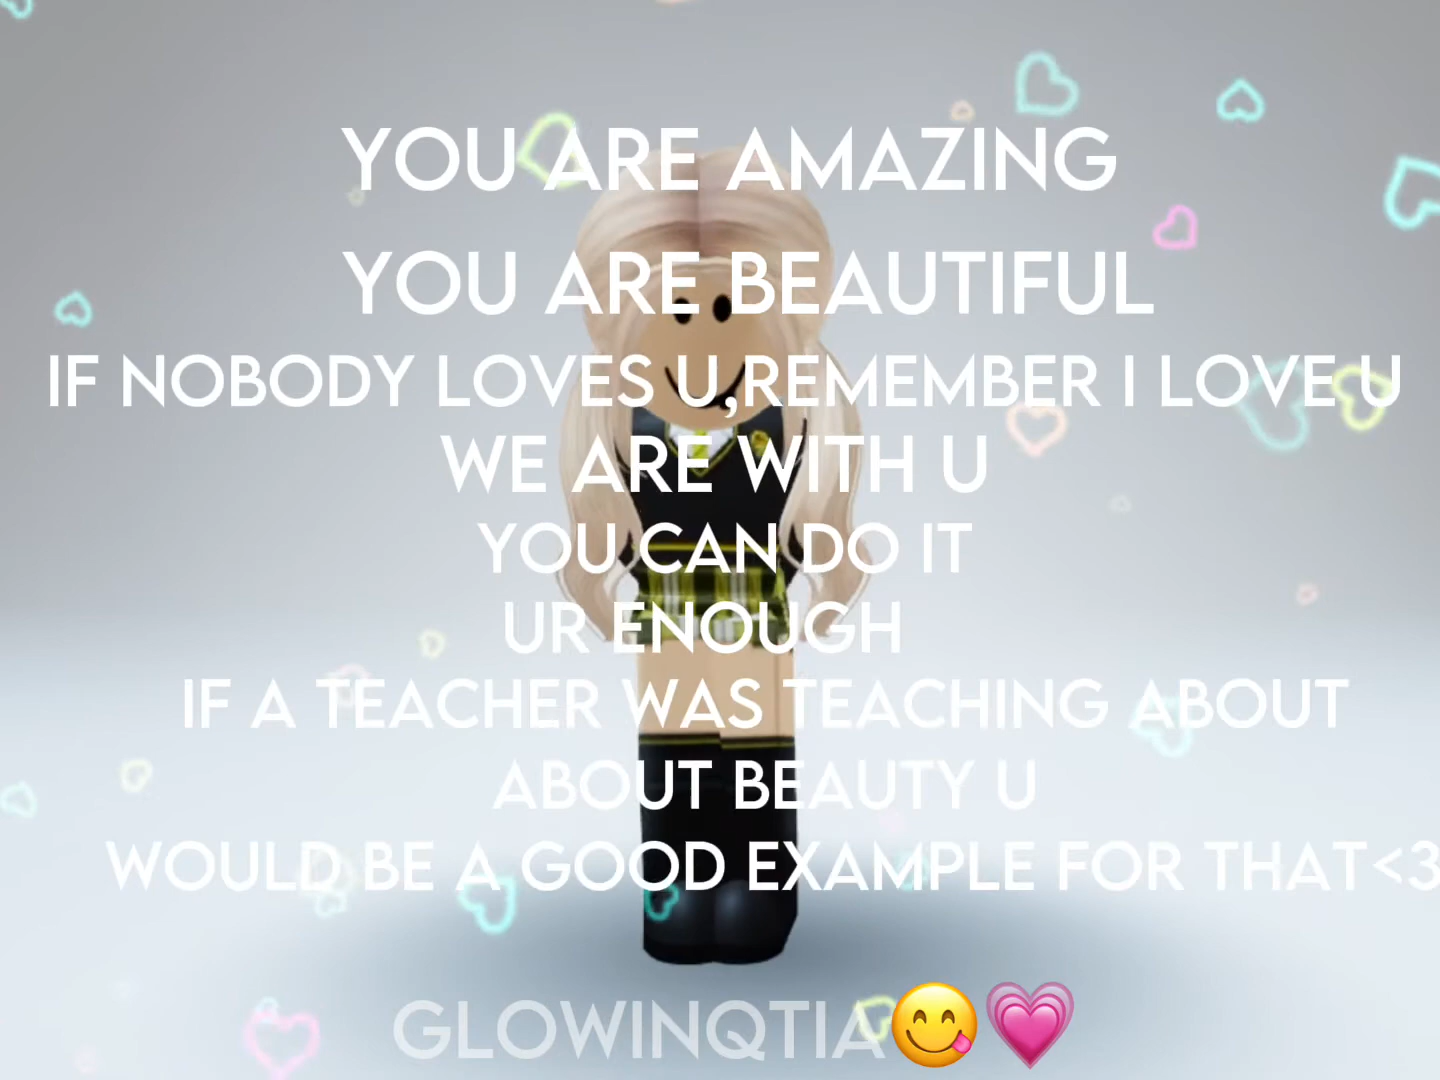 YOU ARE AMAZING
YOU ARE BEAUTIFUL
IF NOBODY LOVES U,REMEMBER I LOVE U
WE ARE WITH U
YOU CAN DO IT
UR ENOUGH
IF A TEACHER WAS TEACHING ABOUT
ABOUT BEAUTY U
WOULD BE A GOOD EXAMPLE FOR THAT<3
GLOWINQTIA😋💗